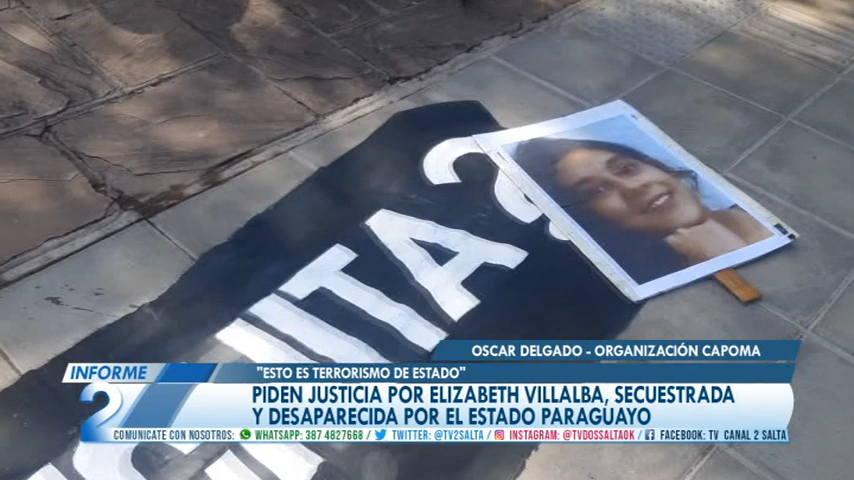 ITA?
OSCAR DELGADO - ORGANIZACIÓN CAPOMA
INFORME
"ESTO ES TERRORISMO DE ESTADO"
2
PIDEN JUSTICIA POR ELIZABETH VILLALBA, SECUESTRADA
Y DESAPARECIDA POR EL ESTADO PARAGUAYO
COMUNICATE CON NOSOTROS: WHATSAPP: 387 4827668 / TWITTER: @TV2SALTA / INSTAGRAM: @TVDOSSALTAOK / FACEBOOK: TV CANAL 2 SALTA